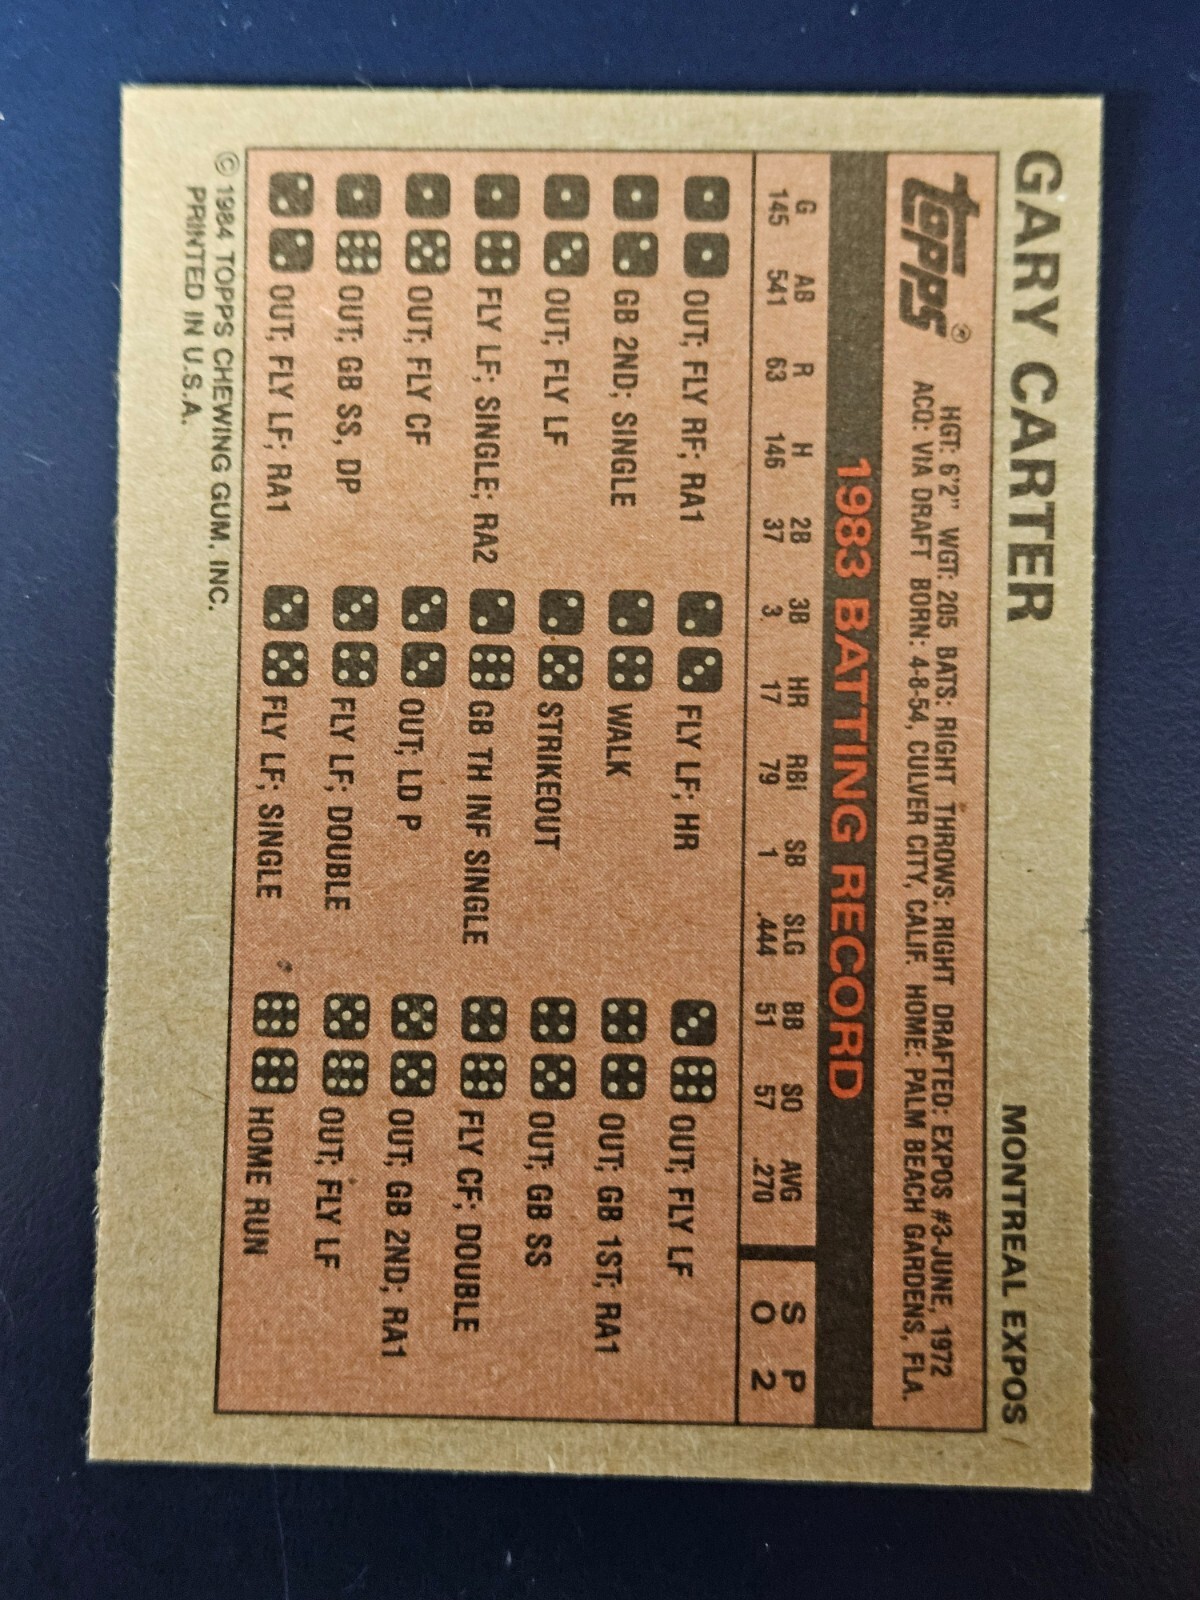 GARY CARTER
MONTREAL EXPOS
topps®
HGT: 6'2" WGT: 205 BATS: RIGHT THROWS: RIGHT DRAFTED: EXPOS #3-JUNE, 1972
ACQ: VIA DRAFT BORN: 4-8-54, CULVER CITY, CALIF. HOME: PALM BEACH GARDENS, FLA.
1983 BATTING RECORD
G AB R H 2B 3B HR RBI SB SLG BB SO AVG S P
145 541 63 146 37 3 17 79 1 .444 51 57 .270 O 2
OUT; FLY RF; RA1
GB 2ND; SINGLE
OUT; FLY LF
FLY LF; SINGLE; RA2
OUT; FLY CF
OUT; GB SS, DP
OUT; FLY LF; RA1
FLY LF; HR
WALK
STRIKEOUT
GB TH INF SINGLE
OUT; LD P
FLY LF; DOUBLE
FLY LF; SINGLE
OUT; FLY LF
OUT; GB 1ST; RA1
OUT; GB SS
FLY CF; DOUBLE
OUT; GB 2ND; RA1
OUT; FLY LF
HOME RUN
© 1984 TOPPS CHEWING GUM, INC.
PRINTED IN U.S.A.